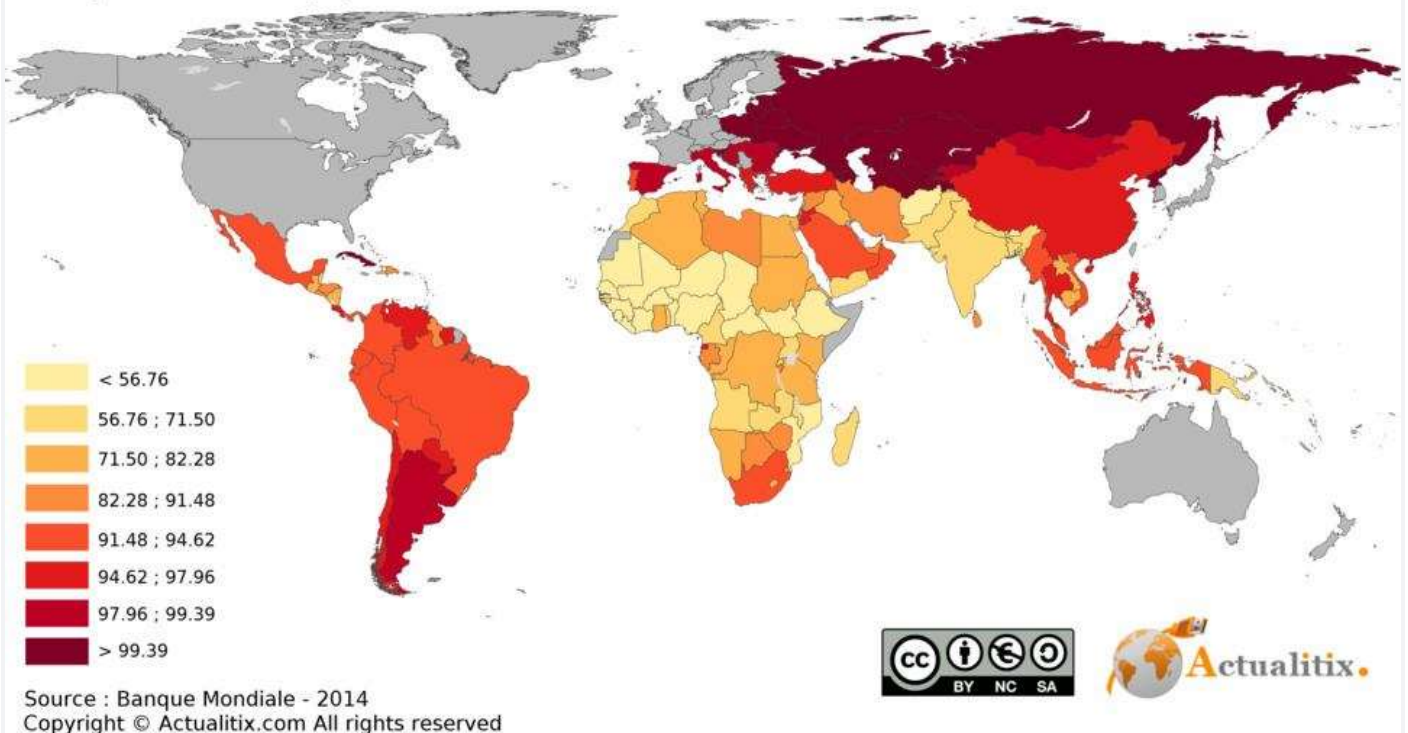 < 56.76
56.76 ; 71.50
71.50 ; 82.28
82.28 ; 91.48
91.48 ; 94.62
94.62 ; 97.96
97.96 ; 99.39
> 99.39
Source : Banque Mondiale - 2014
Copyright © Actualitix.com All rights reserved
cc
BY NC SA
Actualitix.